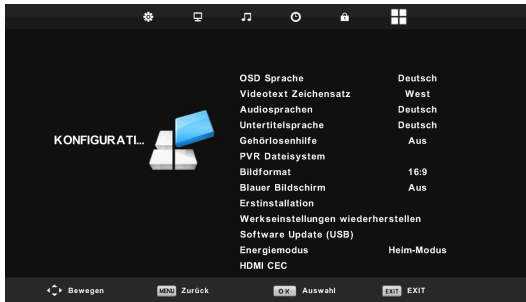 OSD Sprache Deutsch
Videotext Zeichensatz West
Audiosprachen Deutsch
Untertitelsprache Deutsch
KONFIGURATI...
Gehörlosenhilfe Aus
PVR Dateisystem
Bildformat 16:9
Blauer Bildschirm Aus
Erstinstallation
Werkseinstellungen wiederherstellen
Software Update (USB)
Energiemodus Heim-Modus
HDMI CEC
Bewegen MENU Zurück OK Auswahl EXIT EXIT